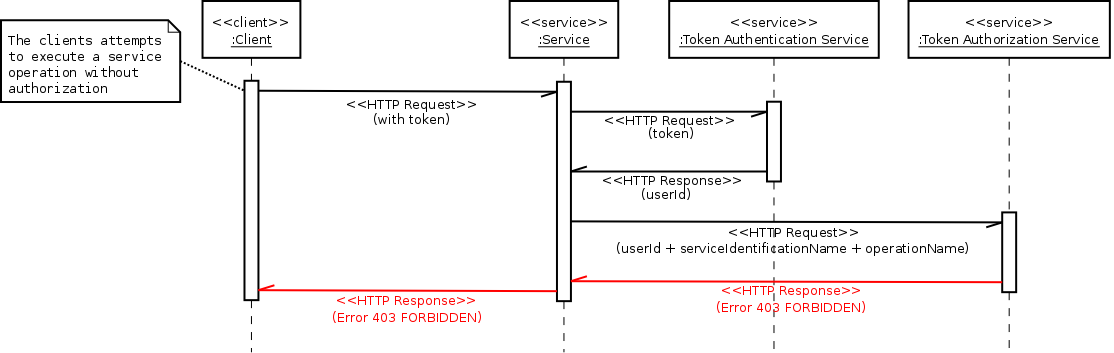 <<client>>
:Client
<<service>>
:Service
<<service>>
:Token Authentication Service
<<service>>
:Token Authorization Service
The clients attempts
to execute a service
operation without
authorization
<<HTTP Request>>
(with token)
<<HTTP Request>>
(token)
<<HTTP Response>>
(userId)
<<HTTP Request>>
(userId + serviceIdentificationName + operationName)
<<HTTP Response>>
(Error 403 FORBIDDEN)
<<HTTP Response>>
(Error 403 FORBIDDEN)